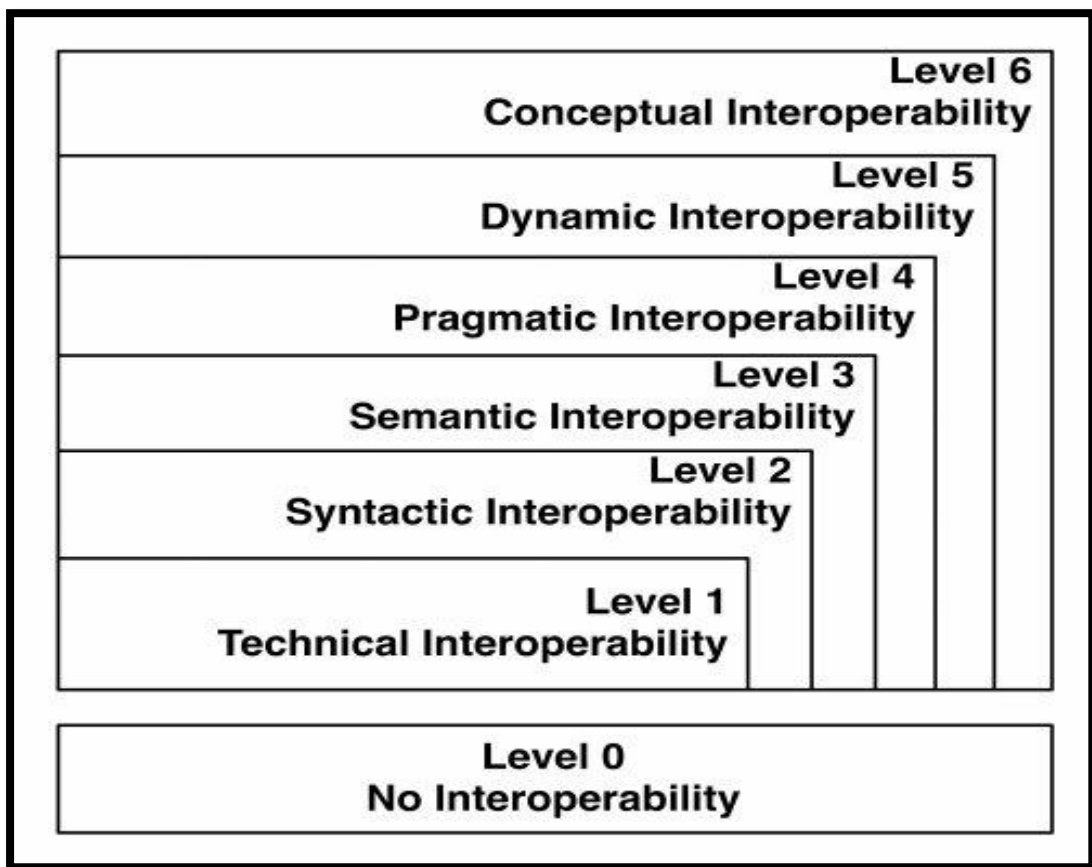 Level 6
Conceptual Interoperability
Level 5
Dynamic Interoperability
Level 4
Pragmatic Interoperability
Level 3
Semantic Interoperability
Level 2
Syntactic Interoperability
Level 1
Technical Interoperability
Level 0
No Interoperability